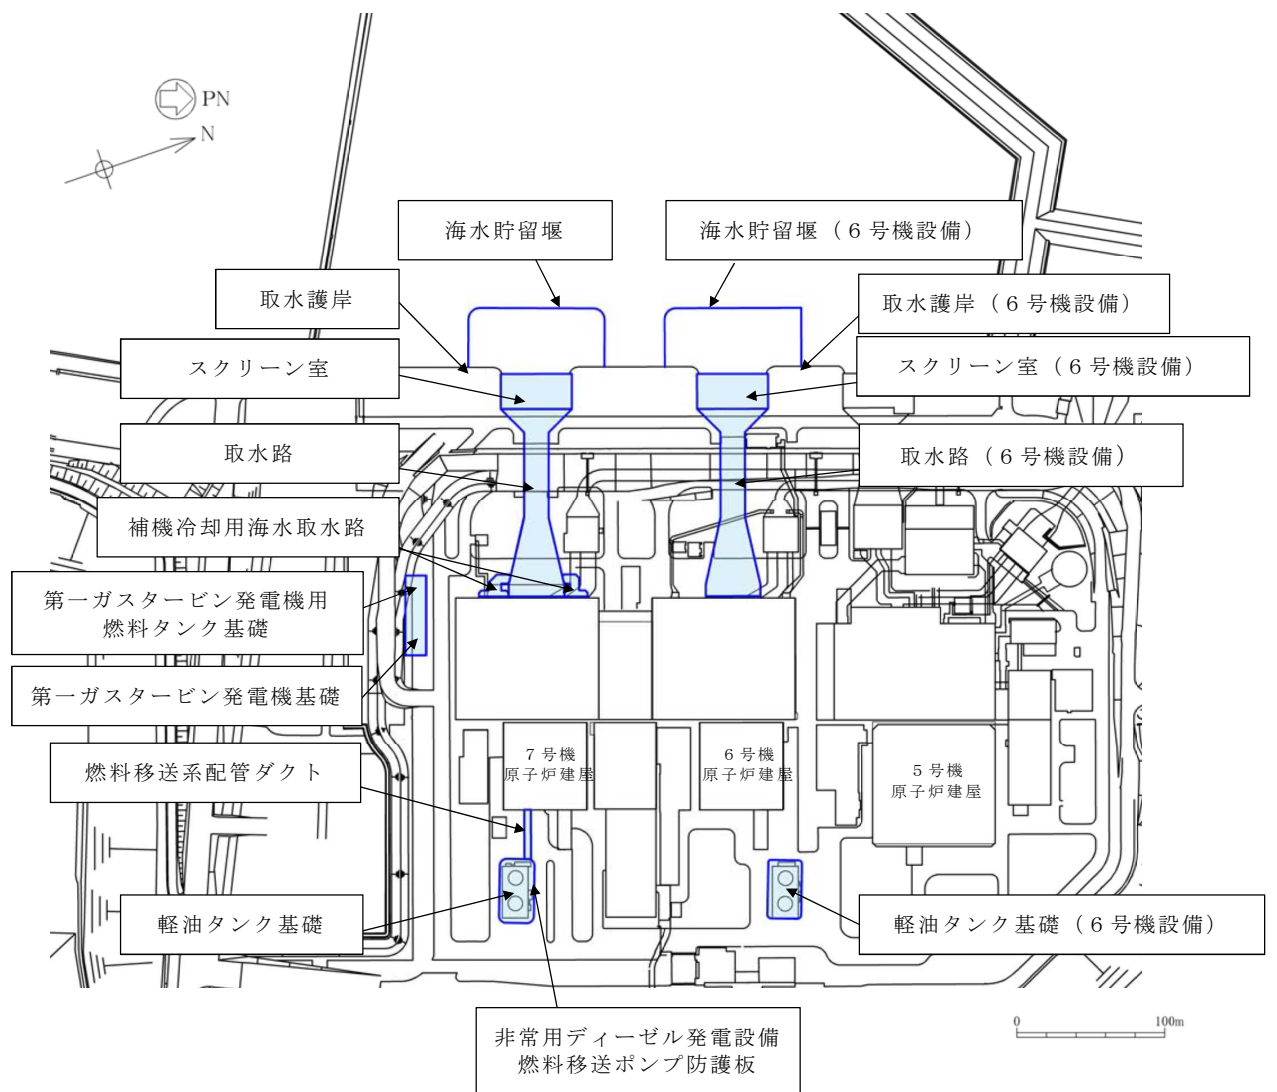 PN
N
海水貯留堰
海水貯留堰（６号機設備）
取水護岸
取水護岸（６号機設備）
スクリーン室
スクリーン室（６号機設備）
取水路
取水路（６号機設備）
補機冷却用海水取水路
第一ガスタービン発電機用
燃料タンク基礎
第一ガスタービン発電機基礎
燃料移送系配管ダクト
７号機
原子炉建屋
６号機
原子炉建屋
５号機
原子炉建屋
軽油タンク基礎
軽油タンク基礎（６号機設備）
非常用ディーゼル発電設備
燃料移送ポンプ防護板
0 100m